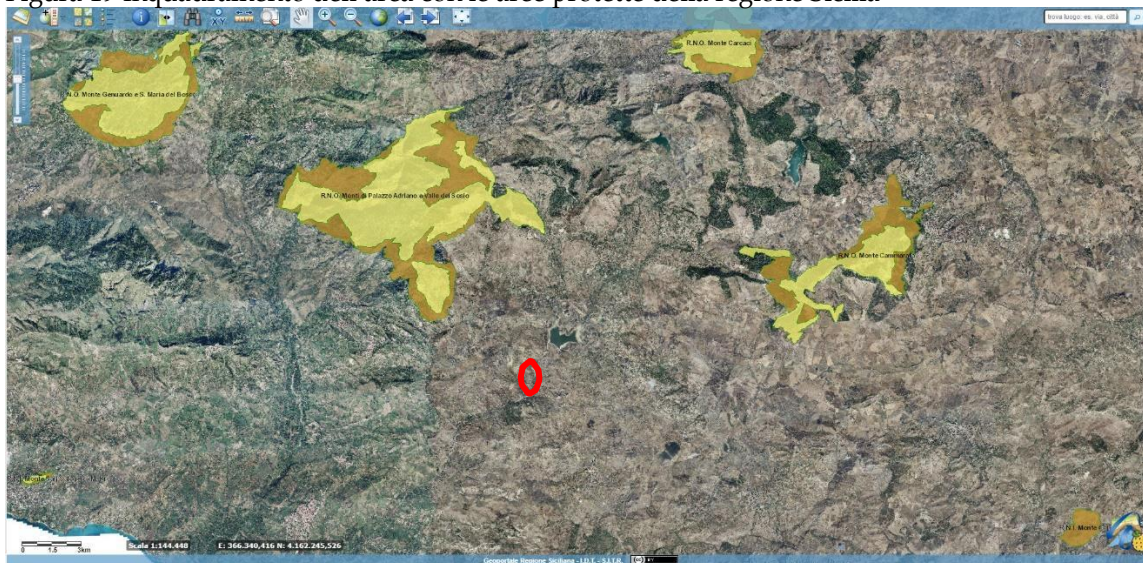 Figura 19 Inquadramento dell'area con le aree protette della regione Sicilia
trova luogo: es. via, città
R.N.O. Monte Carcaci
N.O. Monte Genuardo e S. Maria del Bosco
R.N.O. Monti di Palazzo Adriano e Valle del Sosio
R.N.O. Monte Cammarata
Monte
N.I. Monte
0 1.5 3km
Scala 1:144.448
E: 366.340,416 N: 4.162.245,526
Geoportale Regione Siciliana - I.D.T. - S.I.T.R.